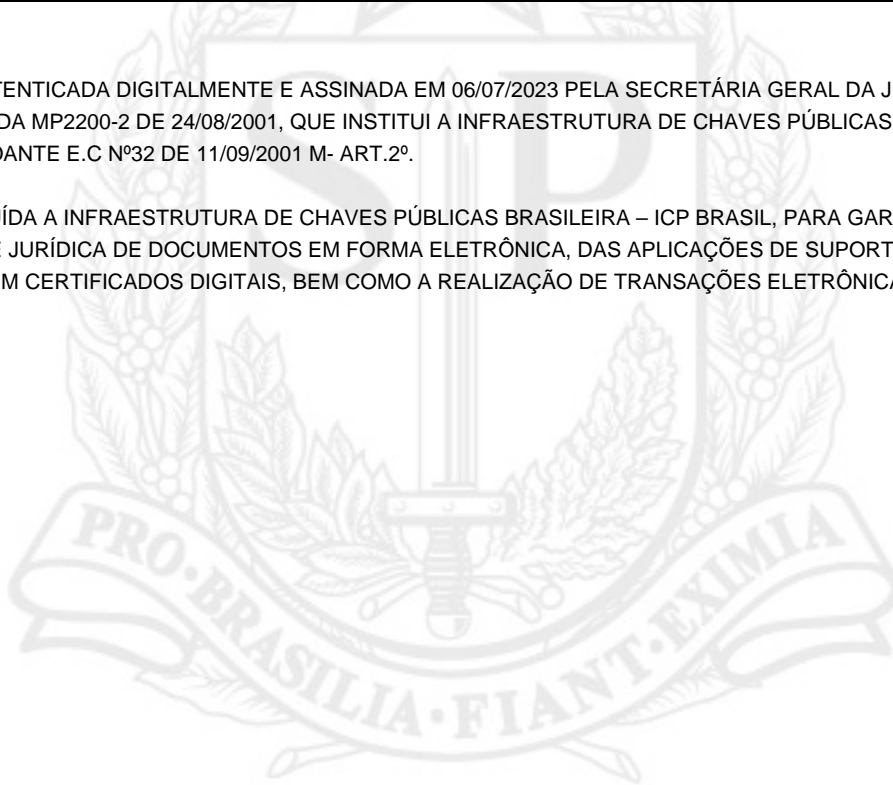 TENTICADA DIGITALMENTE E ASSINADA EM 06/07/2023 PELA SECRETÁRIA GERAL DA J
DA MP2200-2 DE 24/08/2001, QUE INSTITUI A INFRAESTRUTURA DE CHAVES PÚBLICAS
DANTE E.C Nº32 DE 11/09/2001 M- ART.2º.
ÍDA A INFRAESTRUTURA DE CHAVES PÚBLICAS BRASILEIRA – ICP BRASIL, PARA GAR
E JURÍDICA DE DOCUMENTOS EM FORMA ELETRÔNICA, DAS APLICAÇÕES DE SUPORT
M CERTIFICADOS DIGITAIS, BEM COMO A REALIZAÇÃO DE TRANSAÇÕES ELETRÔNICA
SP
PRO·BRASILIA·FIANT·EXIMIA